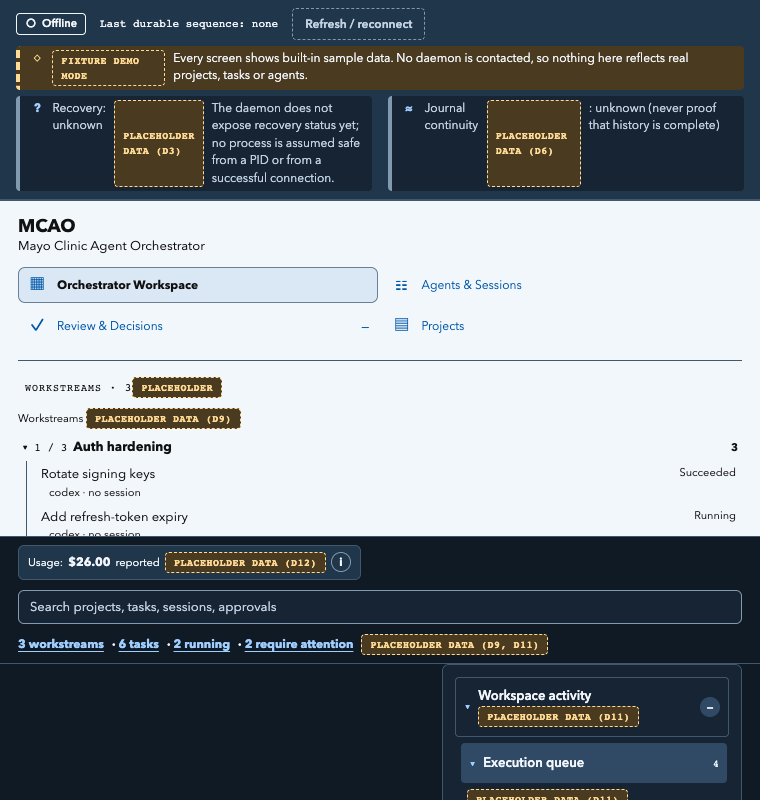 Offline
Last durable sequence: none
Refresh / reconnect
FIXTURE DEMO
MODE
Every screen shows built-in sample data. No daemon is contacted, so nothing here reflects real
projects, tasks or agents.
Recovery:
unknown
PLACEHOLDER
DATA (D3)
The daemon does not
expose recovery status yet;
no process is assumed safe
from a PID or from a
successful connection.
Journal
continuity
PLACEHOLDER
DATA (D6)
: unknown (never proof
that history is complete)
MCAO
Mayo Clinic Agent Orchestrator
Orchestrator Workspace
Agents & Sessions
Review & Decisions
—
Projects
WORKSTREAMS · 3 PLACEHOLDER
Workstreams PLACEHOLDER DATA (D9)
1 / 3 Auth hardening 3
Rotate signing keys Succeeded
codex · no session
Add refresh-token expiry Running
codex · no session
Usage: $26.00 reported PLACEHOLDER DATA (D12) i
Search projects, tasks, sessions, approvals
3 workstreams · 6 tasks · 2 running · 2 require attention PLACEHOLDER DATA (D9, D11)
Workspace activity
PLACEHOLDER DATA (D11)
Execution queue 4
PLACEHOLDER DATA (D11)